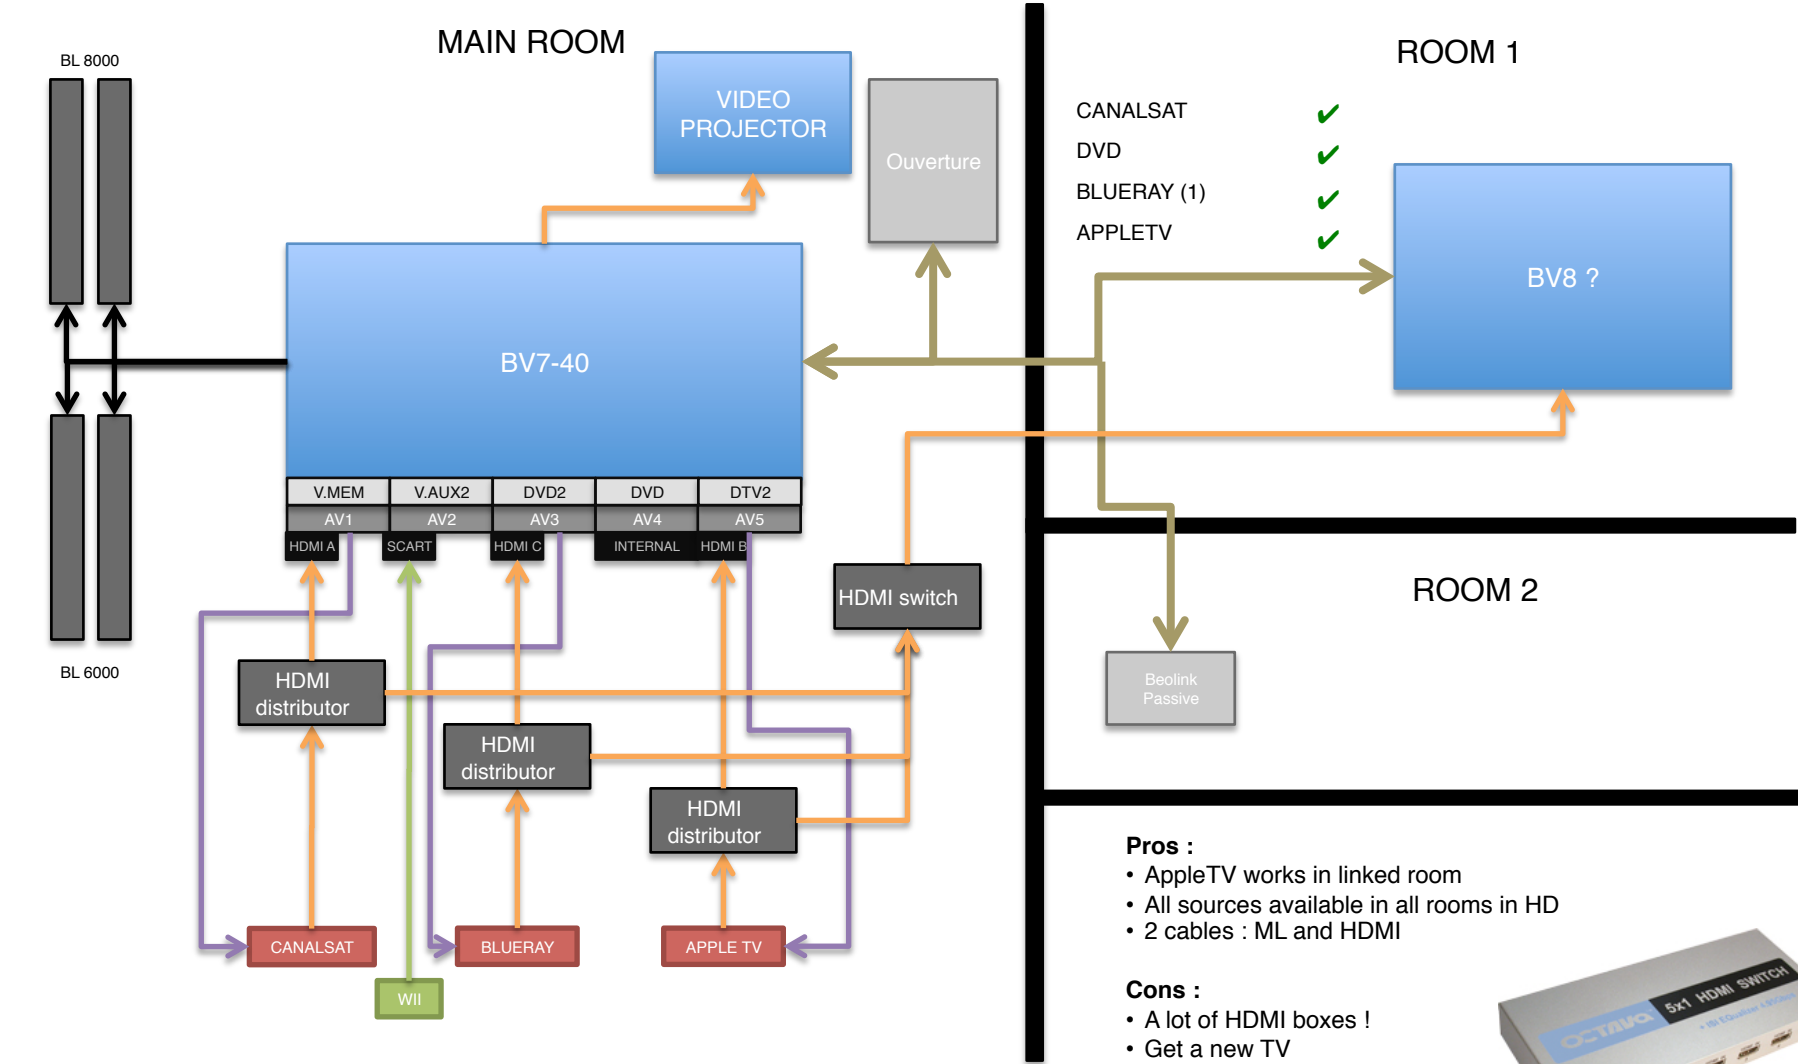 MAIN ROOM
BL 8000
VIDEO
PROJECTOR
Ouverture
BV7-40
V.MEM
V.AUX2
DVD2
DVD
DTV2
AV1
AV2
AV3
AV4
AV5
HDMI A
SCART
HDMI C
INTERNAL
HDMI B
BL 6000
HDMI
distributor
HDMI
distributor
HDMI
distributor
HDMI switch
CANALSAT
BLUERAY
APPLE TV
WII
ROOM 1
CANALSAT
DVD
BLUERAY (1)
APPLETV
BV8 ?
ROOM 2
Beolink
Passive
Pros :
• AppleTV works in linked room
• All sources available in all rooms in HD
• 2 cables : ML and HDMI
Cons :
• A lot of HDMI boxes !
• Get a new TV
OCTAVA
5x1 HDMI SWITCH